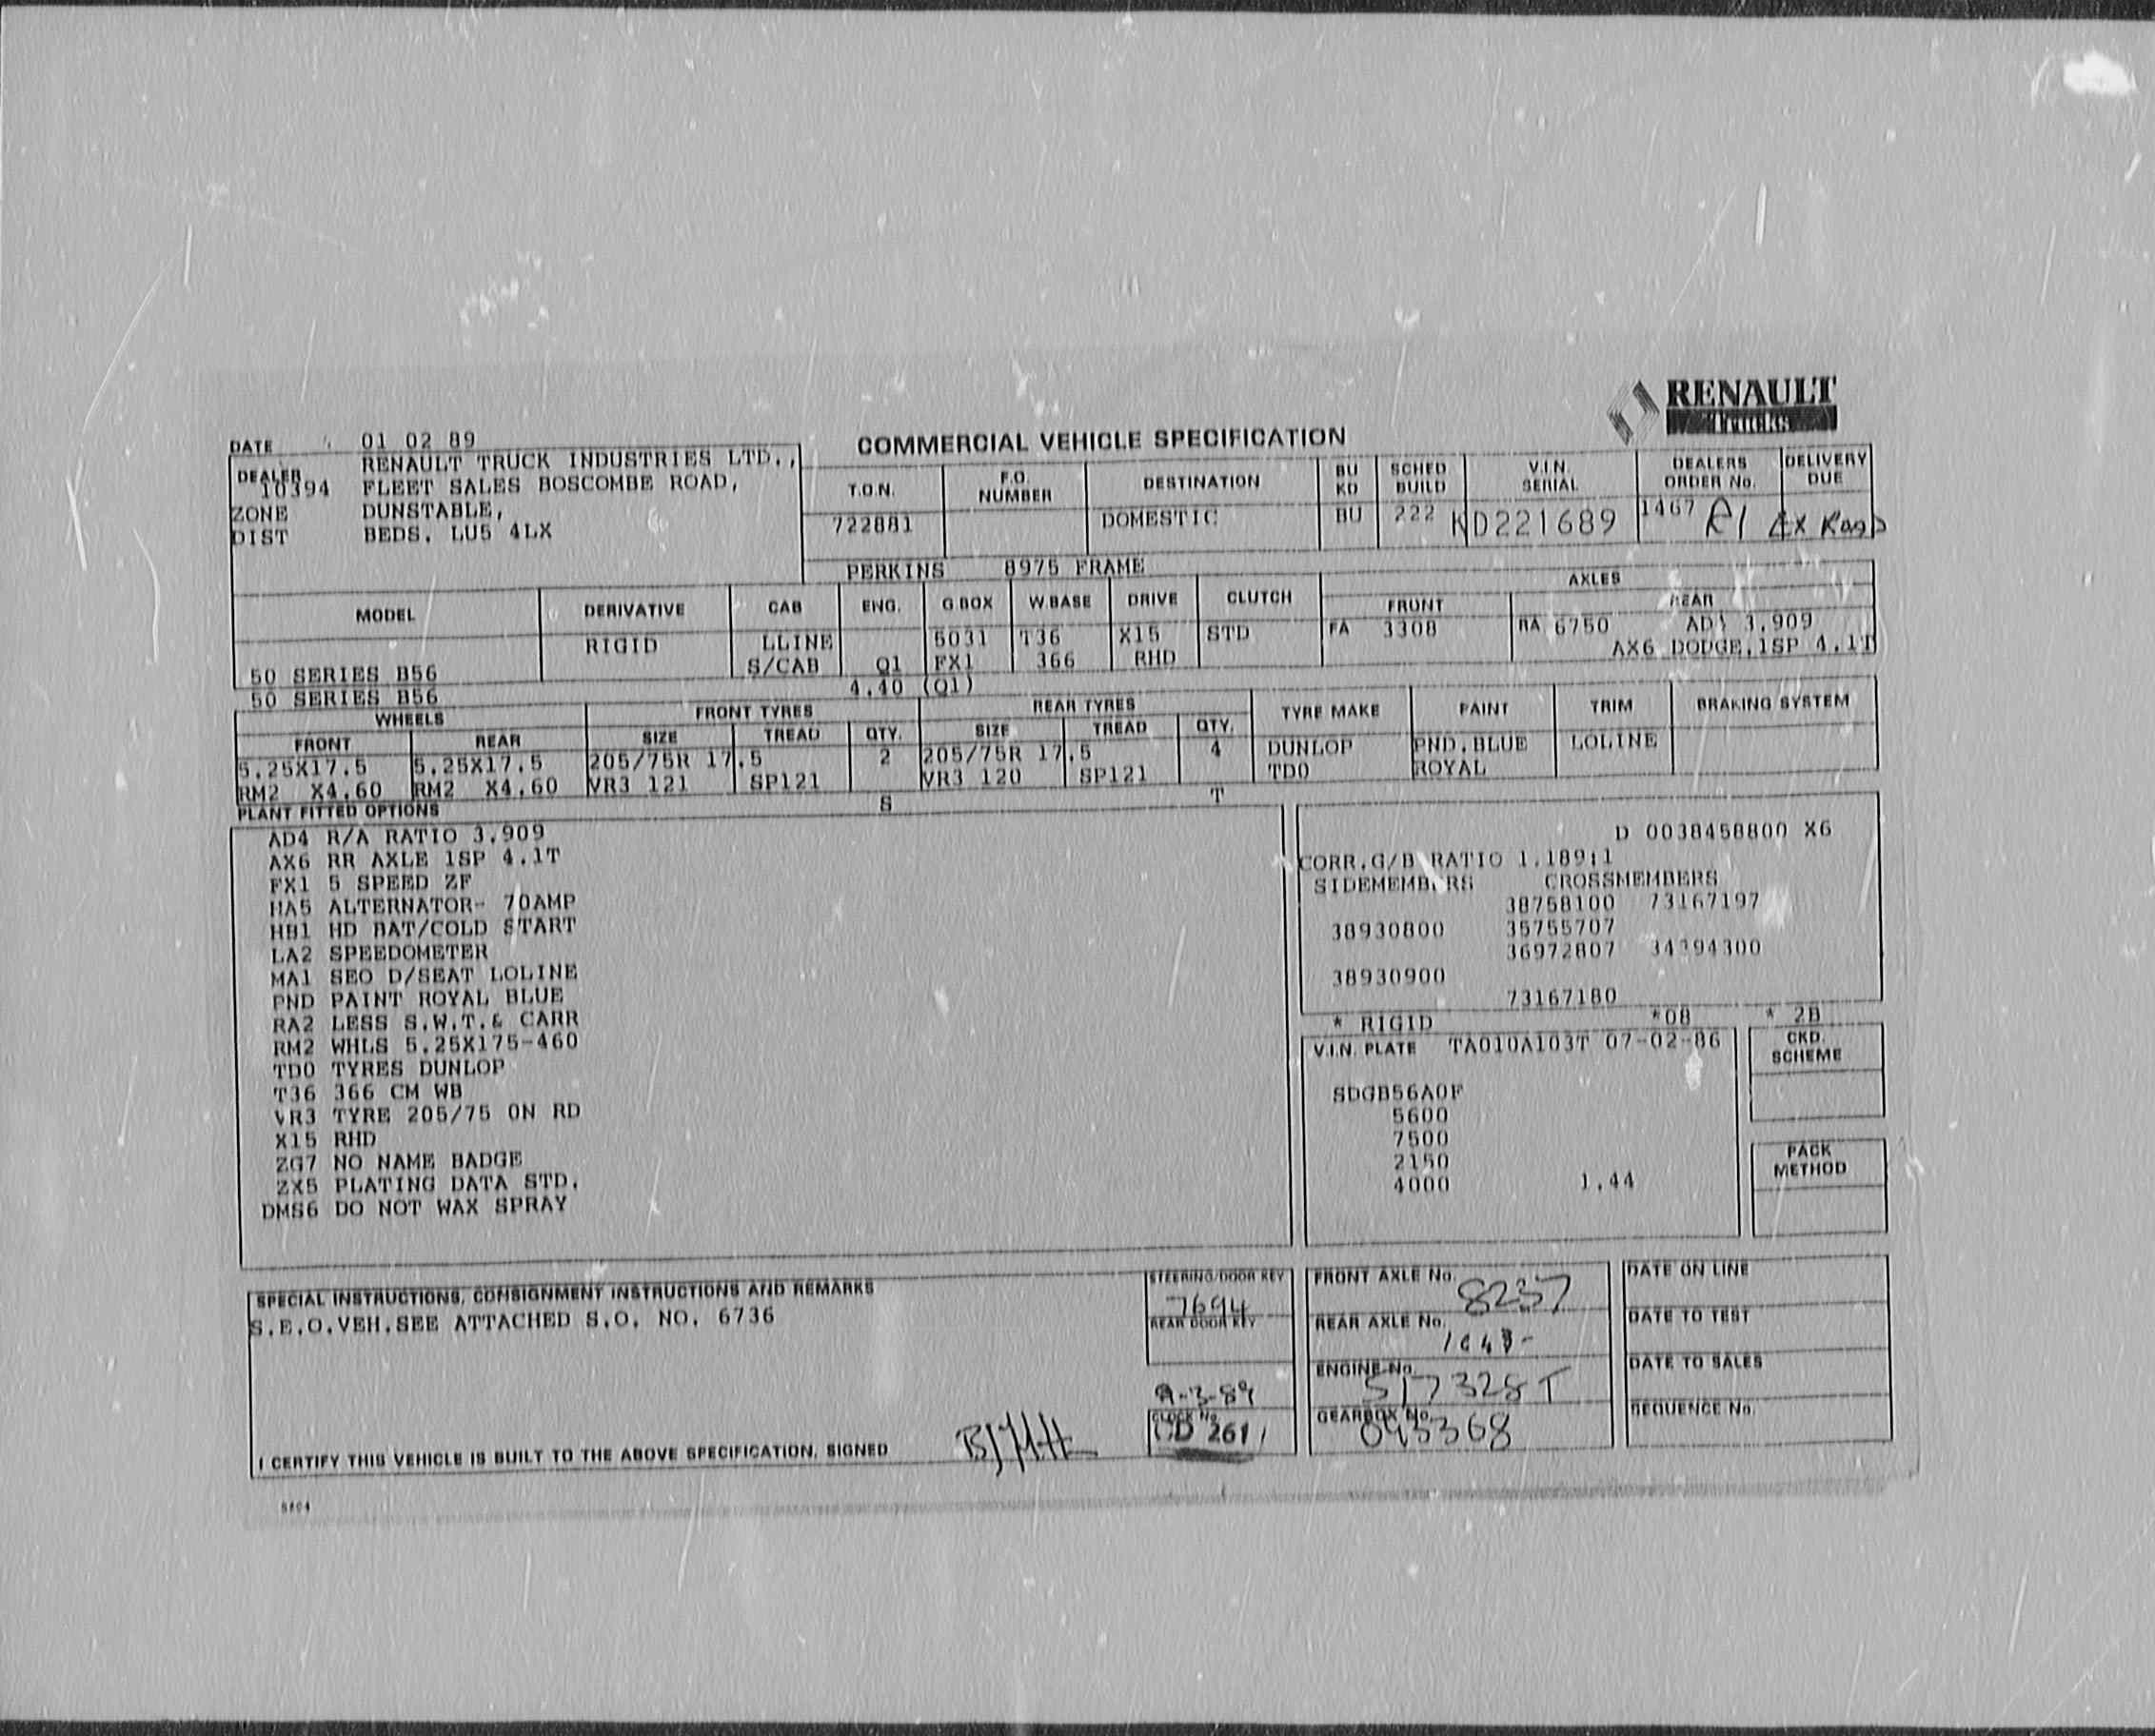 RENAULT
Trucks
COMMERCIAL VEHICLE SPECIFICATION
DATE 01 02 89
DEALER 10394
RENAULT TRUCK INDUSTRIES LTD.,
FLEET SALES BOSCOMBE ROAD,
ZONE DUNSTABLE,
DIST BEDS. LU5 4LX
T.O.N. F.O. NUMBER DESTINATION BU KD SCHED BUILD V.I.N. SERIAL DEALERS ORDER No. DELIVERY DUE
722881 DOMESTIC BU 222 KD221689 1467
PERKINS 8975 FRAME
MODEL DERIVATIVE CAB ENG. G.BOX W.BASE DRIVE CLUTCH AXLES
FRONT REAR
RIGID LLINE 5031 T36 X15 STD FA 3308 RA 6750 3.909
50 SERIES B56 S/CAB Q1 FX1 366 RHD AX6 DODGE.1SP 4.1T
50 SERIES B56 4.40 (Q1)
WHEELS FRONT TYRES REAR TYRES TYRE MAKE PAINT TRIM BRAKING SYSTEM
FRONT REAR SIZE TREAD QTY. SIZE TREAD QTY.
5.25X17.5 5.25X17.5 205/75R 17.5 2 205/75R 17.5 4 DUNLOP PND.BLUE LOLINE
RM2 X4.60 RM2 X4.60 VR3 121 SP121 VR3 120 SP121 TD0 ROYAL
S T
PLANT FITTED OPTIONS
AD4 R/A RATIO 3.909
AX6 RR AXLE 1SP 4.1T
FX1 5 SPEED ZF
HA5 ALTERNATOR- 70AMP
HB1 HD BAT/COLD START
LA2 SPEEDOMETER
MA1 SEO D/SEAT LOLINE
PND PAINT ROYAL BLUE
RA2 LESS S.W.T.& CARR
RM2 WHLS 5.25X175-460
TD0 TYRES DUNLOP
T36 366 CM WB
VR3 TYRE 205/75 ON RD
X15 RHD
ZG7 NO NAME BADGE
ZX5 PLATING DATA STD.
DMS6 DO NOT WAX SPRAY
D 0038458800 X6
CORR.G/B RATIO 1.189:1
SIDEMEMBERS CROSSMEMBERS
38758100 73167197
38930800 35755707
36972807 34394300
38930900
73167180
* RIGID *08 * 2B
V.I.N. PLATE TA010A103T 07-02-86
SDGB56A0F
5600
7500
2150
4000 1.44
CKD. SCHEME
PACK METHOD
SPECIAL INSTRUCTIONS, CONSIGNMENT INSTRUCTIONS AND REMARKS
S.E.O.VEH.SEE ATTACHED S.O. NO. 6736
I CERTIFY THIS VEHICLE IS BUILT TO THE ABOVE SPECIFICATION, SIGNED
STEERING/DOOR KEY
7694
REAR DOOR KEY
9-3-89
CLOCK No.
261
FRONT AXLE No. 8237
REAR AXLE No.
ENGINE No. 517328T
GEARBOX No. 093368
DATE ON LINE
DATE TO TEST
DATE TO SALES
SEQUENCE No.